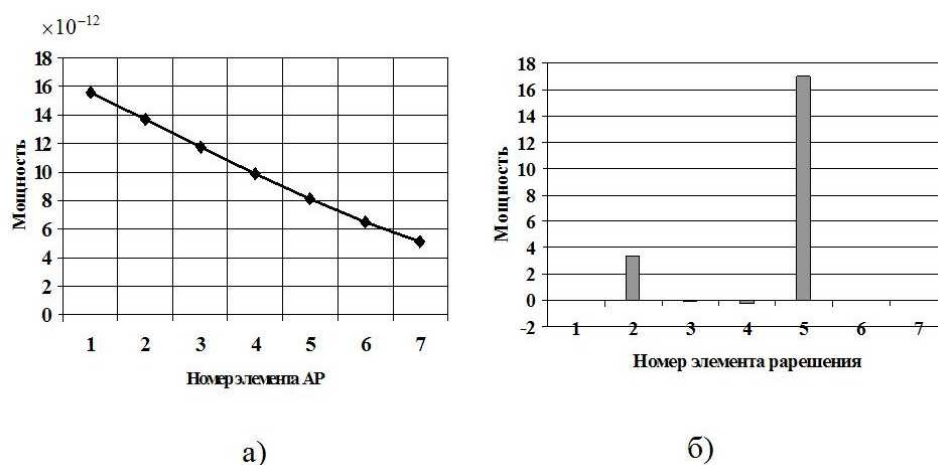 ×10⁻¹²
18
16
14
12
10
8
6
4
2
0
Мощность
1 2 3 4 5 6 7
Номер элемента АР
а)
18
16
14
12
10
8
6
4
2
0
-2
Мощность
1 2 3 4 5 6 7
Номер элемента рарешения
б)